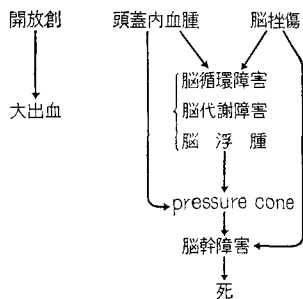 開放創 頭蓋内血腫 脳挫傷
脳循環障害
大出血 脳代謝障害
脳浮腫
pressure cone
脳幹障害
死